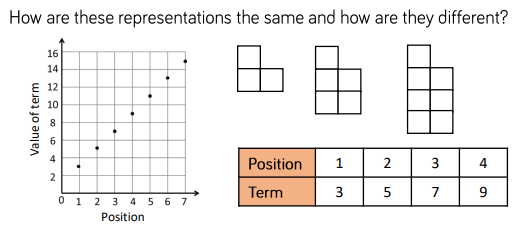 How are these representations the same and how are they different?
16
14
12
10
8
6
4
2
0 1 2 3 4 5 6 7
Value of term
Position
Position 1 2 3 4
Term 3 5 7 9